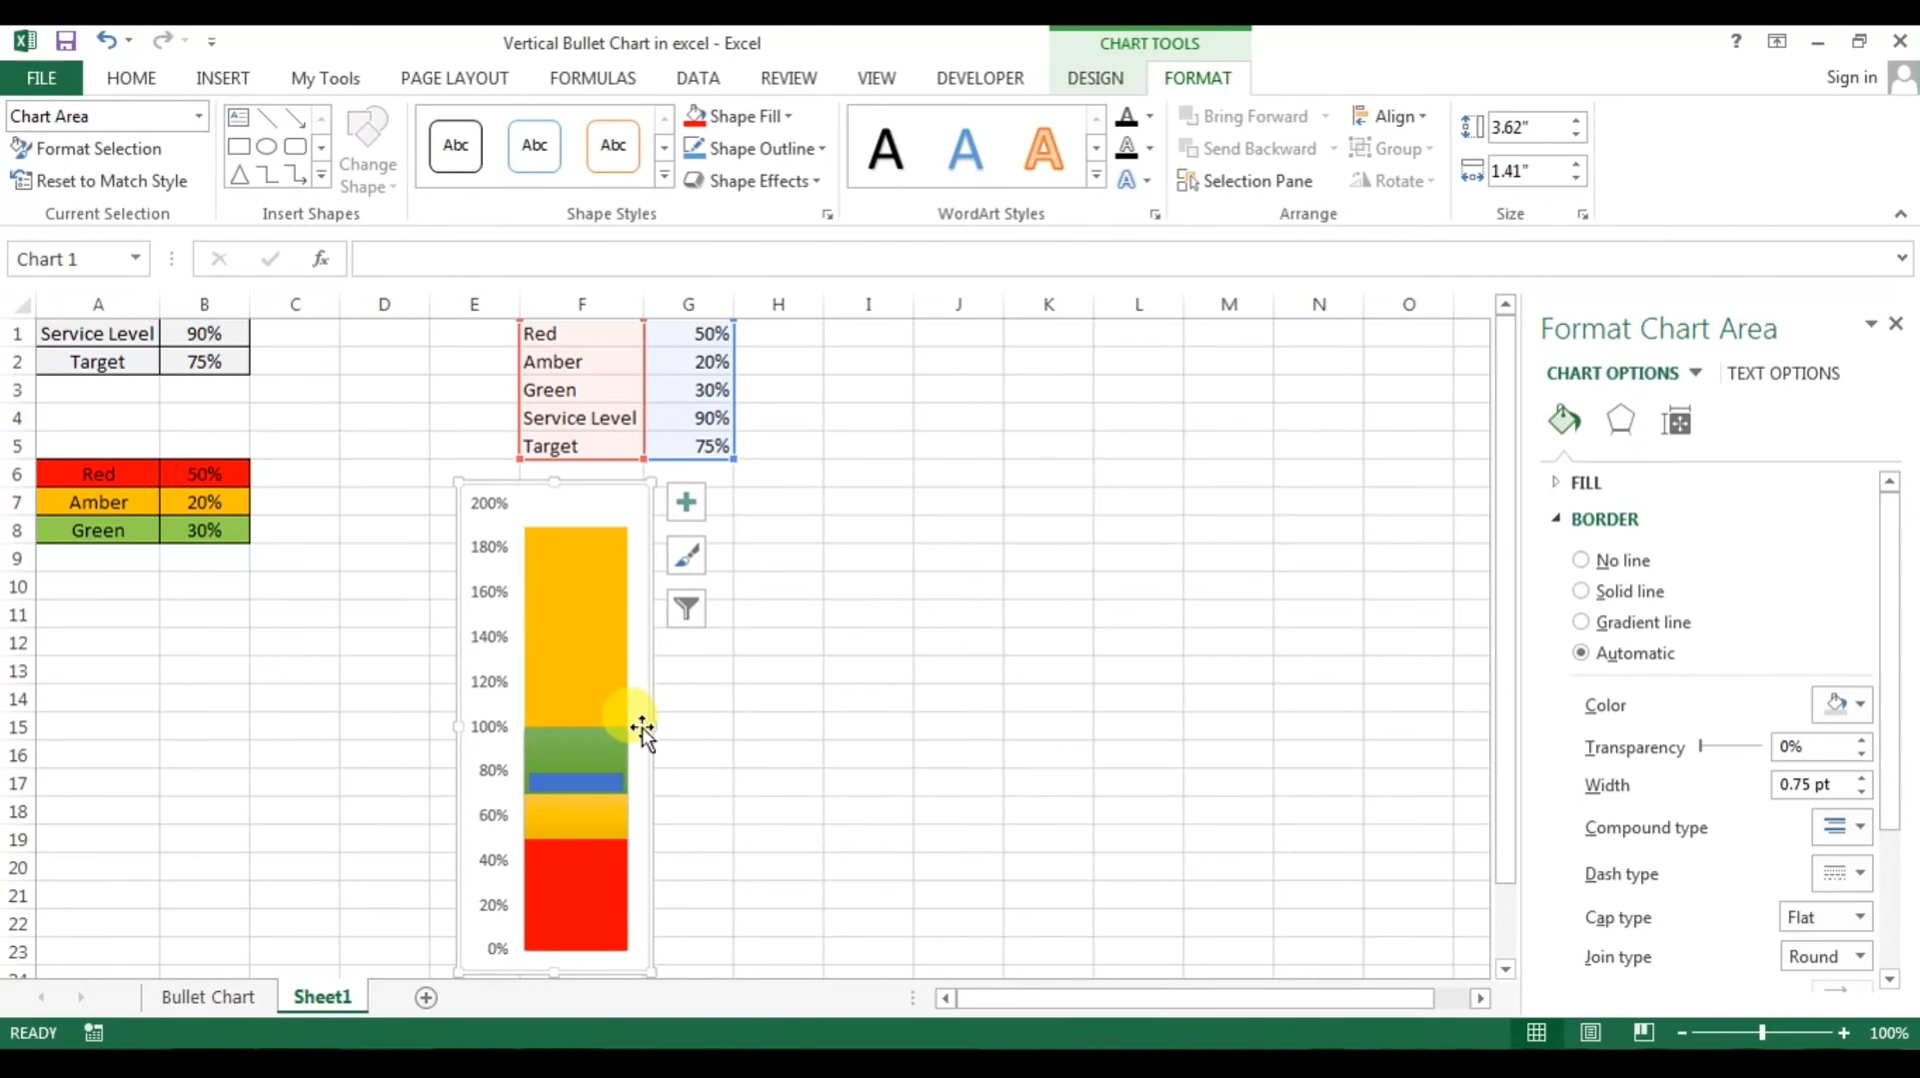 Vertical Bullet Chart in excel - Excel
CHART TOOLS
? 
FILE HOME INSERT My Tools PAGE LAYOUT FORMULAS DATA REVIEW VIEW DEVELOPER DESIGN FORMAT Sign in
Chart Area
Format Selection
Reset to Match Style
Current Selection
Change
Shape
Insert Shapes
Abc Abc Abc
Shape Fill
Shape Outline
Shape Effects
Shape Styles
A A A
A
A
A
WordArt Styles
Bring Forward
Send Backward
Selection Pane
Align
Group
Rotate
Arrange
3.62"
1.41"
Size
Chart 1
fx
A B C D E F G H I J K L M N O
1 Service Level 90% Red 50%
2 Target 75% Amber 20%
3 Green 30%
4 Service Level 90%
5 Target 75%
6 Red 50%
7 Amber 20%
8 Green 30%
9
10
11
12
13
14
15
16
17
18
19
20
21
22
23
200%
180%
160%
140%
120%
100%
80%
60%
40%
20%
0%
Format Chart Area
CHART OPTIONS TEXT OPTIONS
FILL
BORDER
No line
Solid line
Gradient line
Automatic
Color
Transparency 0%
Width 0.75 pt
Compound type
Dash type
Cap type Flat
Join type Round
Bullet Chart Sheet1
READY
100%